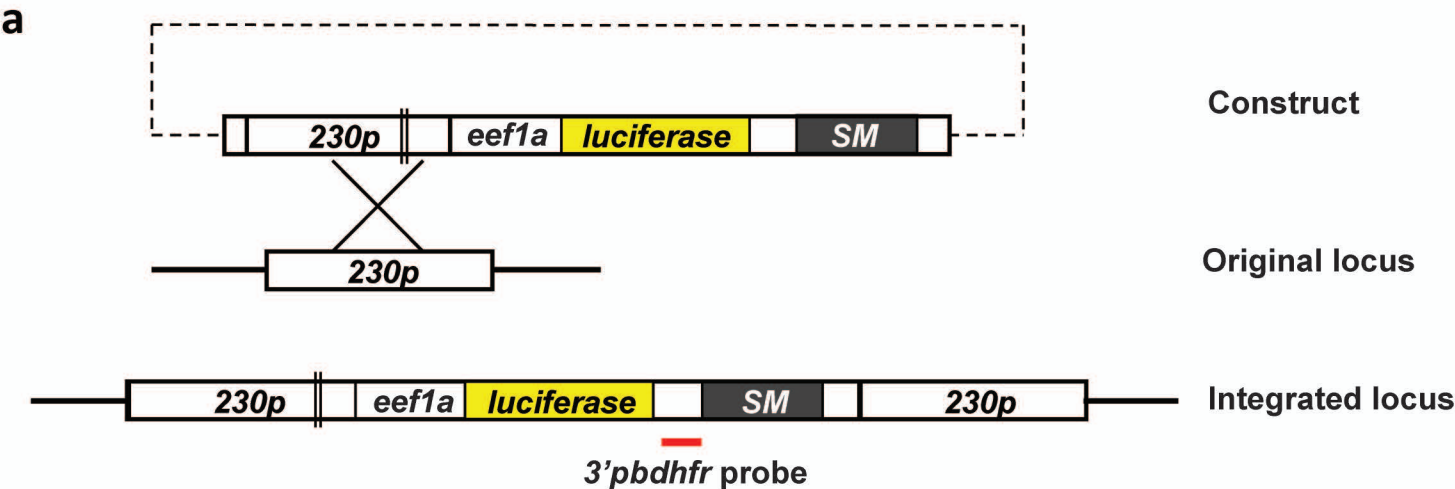 a
230p eef1a luciferase SM
Construct
230p
Original locus
230p eef1a luciferase SM 230p
Integrated locus
3’pbdhfr probe